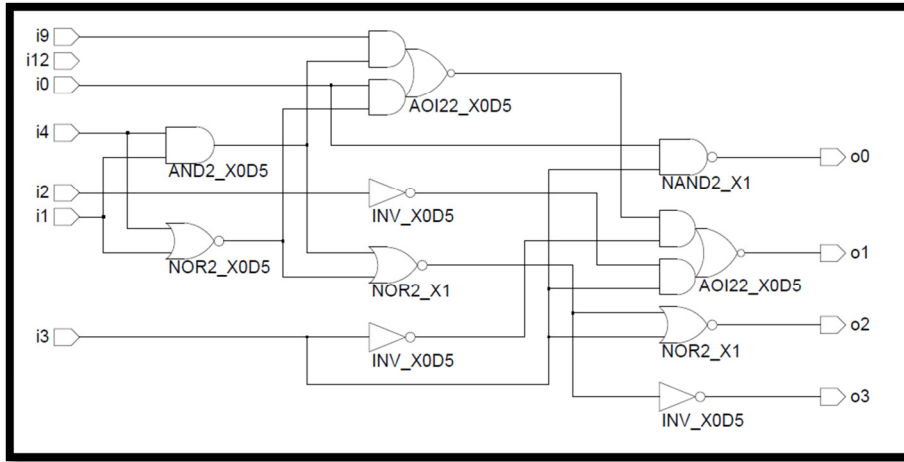 i9
i12
i0
AOI22_X0D5
i4
AND2_X0D5
NAND2_X1
o0
i2
INV_X0D5
i1
NOR2_X0D5
NOR2_X1
AOI22_X0D5
o1
i3
INV_X0D5
NOR2_X1
o2
INV_X0D5
o3